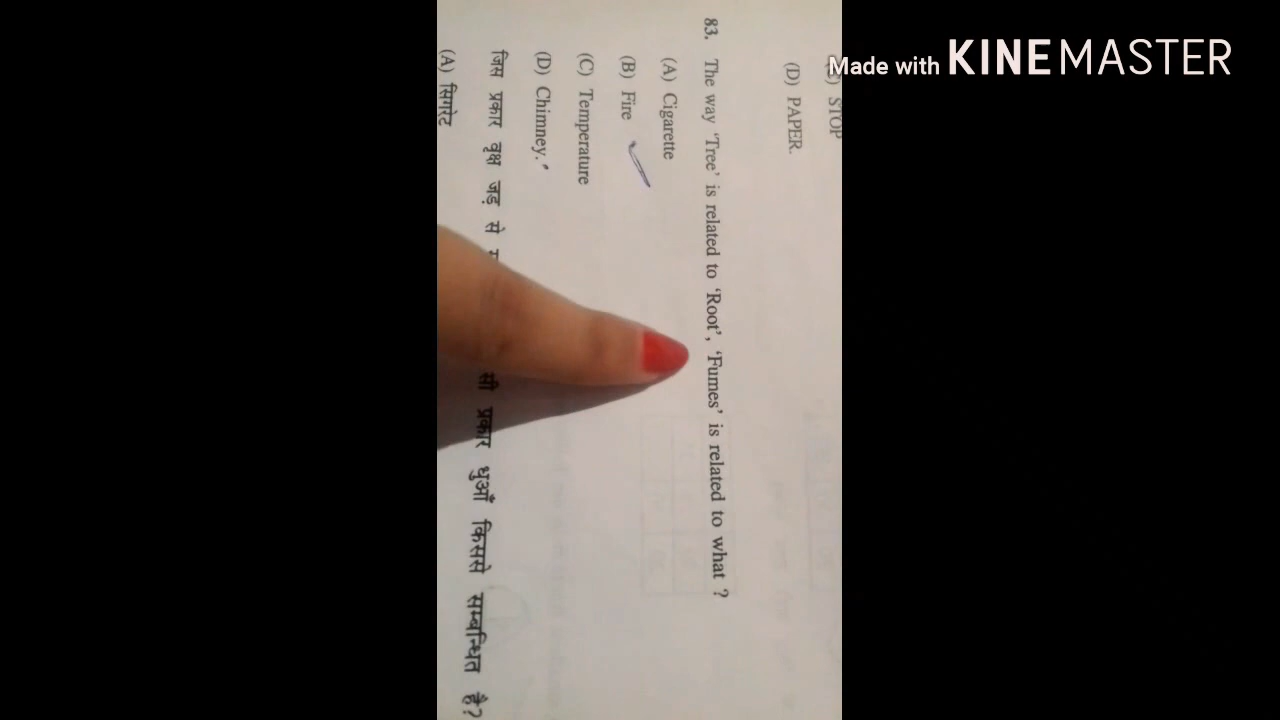 Made with KINEMASTER
STOP
(D) PAPER.
83. The way 'Tree' is related to 'Root', 'Fumes' is related to what ?
(A) Cigarette
(B) Fire
(C) Temperature
(D) Chimney.
जिस प्रकार वृक्ष जड़ से प्रकार धुआँ किससे सम्बन्धित है?
(A) सिगरेट